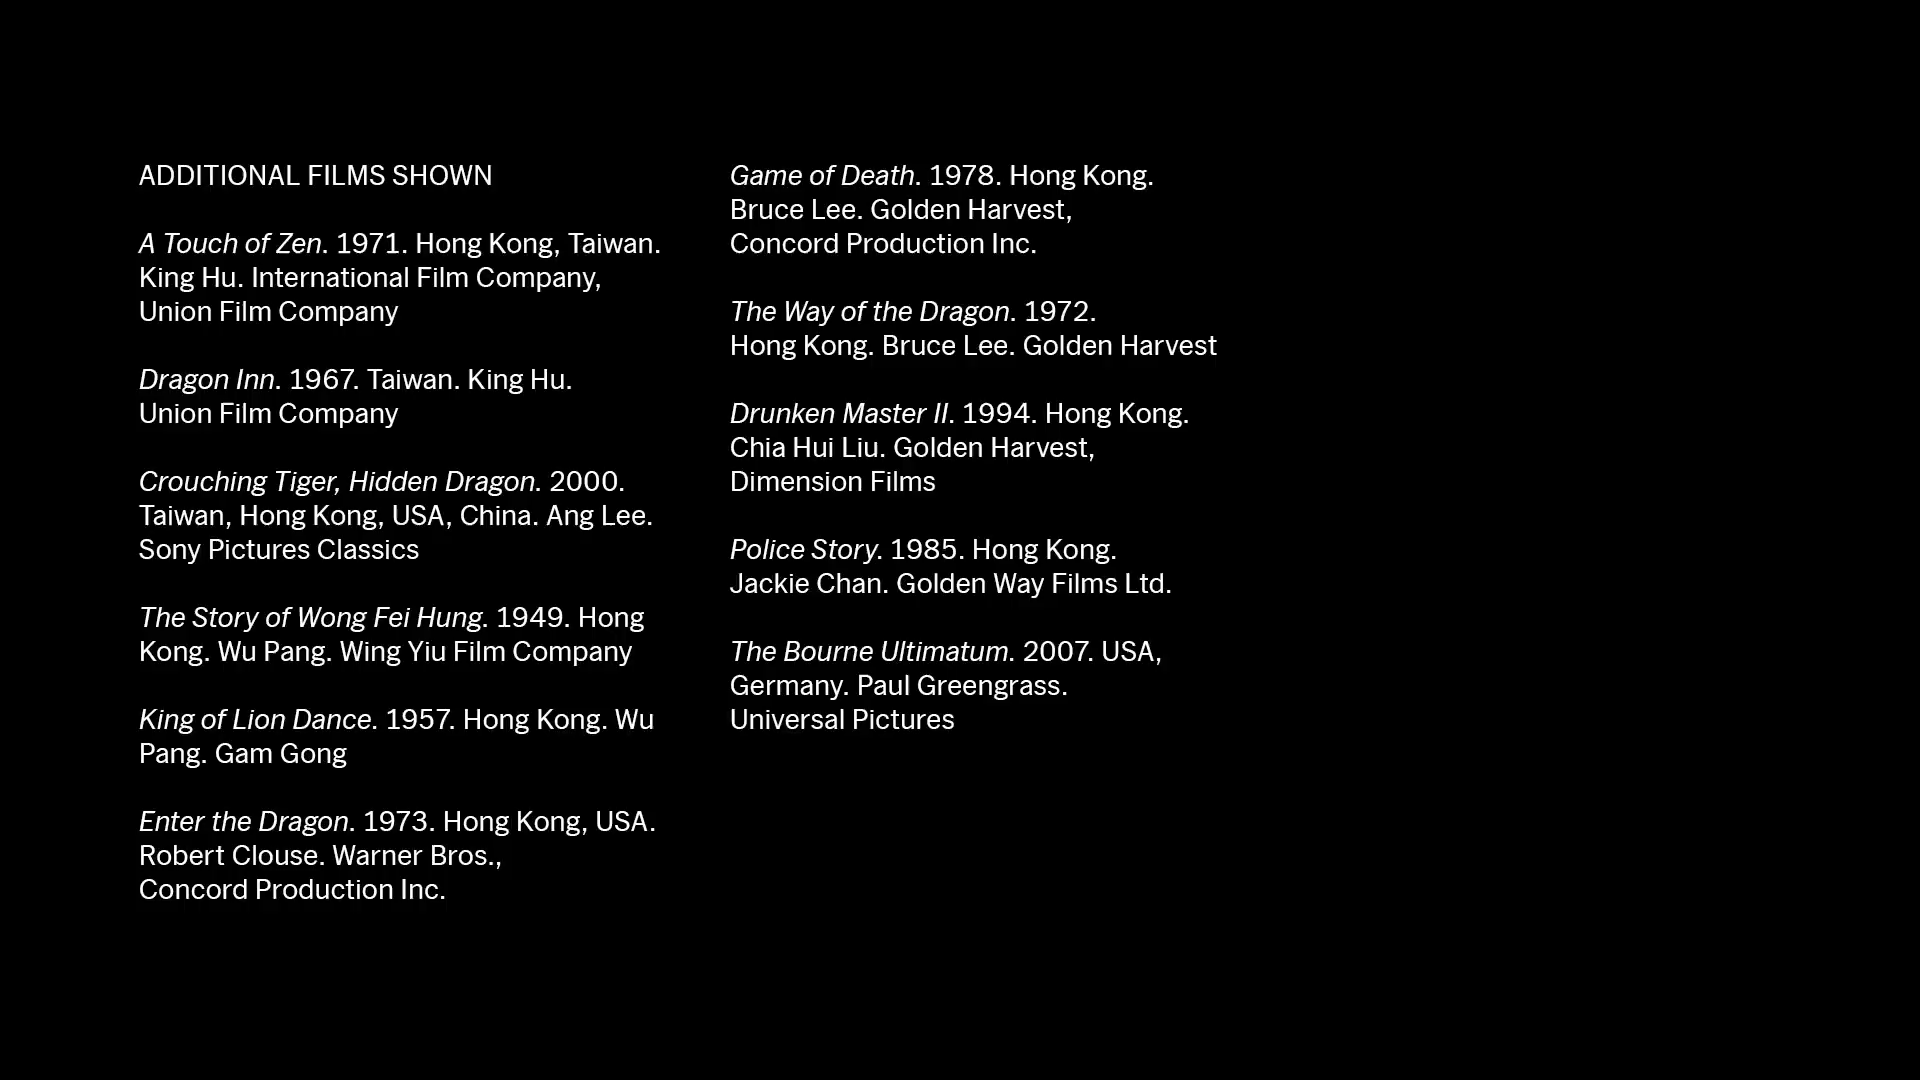 ADDITIONAL FILMS SHOWN
A Touch of Zen. 1971. Hong Kong, Taiwan.
King Hu. International Film Company,
Union Film Company
Dragon Inn. 1967. Taiwan. King Hu.
Union Film Company
Crouching Tiger, Hidden Dragon. 2000.
Taiwan, Hong Kong, USA, China. Ang Lee.
Sony Pictures Classics
The Story of Wong Fei Hung. 1949. Hong
Kong. Wu Pang. Wing Yiu Film Company
King of Lion Dance. 1957. Hong Kong. Wu
Pang. Gam Gong
Enter the Dragon. 1973. Hong Kong, USA.
Robert Clouse. Warner Bros.,
Concord Production Inc.
Game of Death. 1978. Hong Kong.
Bruce Lee. Golden Harvest,
Concord Production Inc.
The Way of the Dragon. 1972.
Hong Kong. Bruce Lee. Golden Harvest
Drunken Master II. 1994. Hong Kong.
Chia Hui Liu. Golden Harvest,
Dimension Films
Police Story. 1985. Hong Kong.
Jackie Chan. Golden Way Films Ltd.
The Bourne Ultimatum. 2007. USA,
Germany. Paul Greengrass.
Universal Pictures